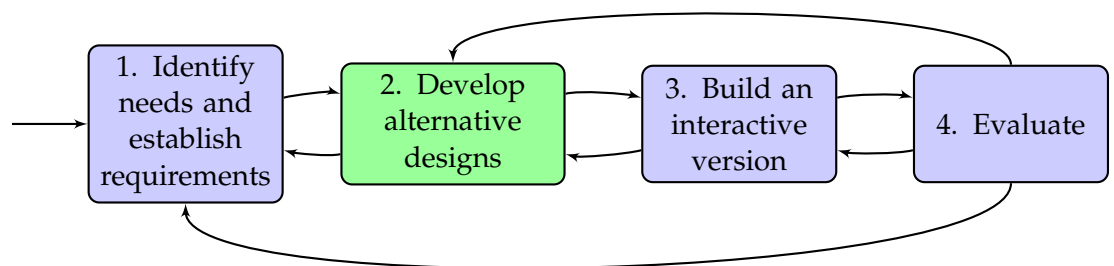 1. Identify
needs and
establish
requirements
2. Develop
alternative
designs
3. Build an
interactive
version
4. Evaluate